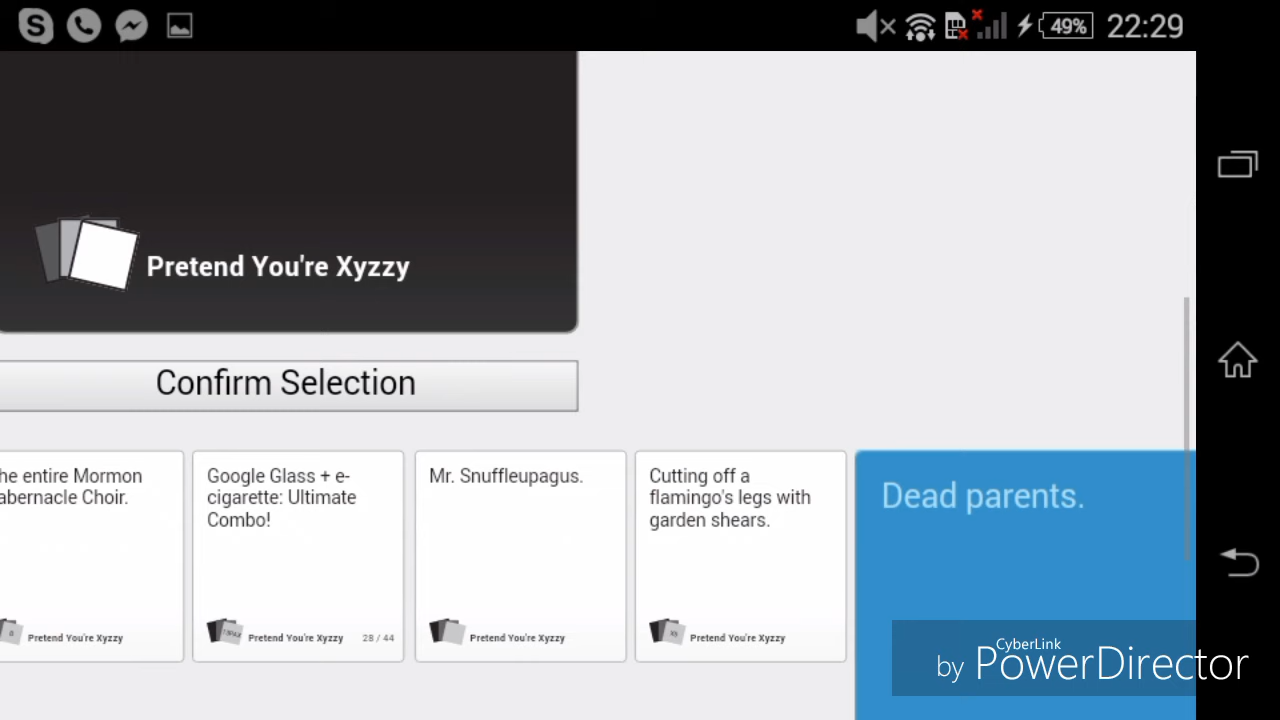 49%
22:29
Pretend You're Xyzzy
Confirm Selection
he entire Mormon
abernacle Choir.
Pretend You're Xyzzy
Google Glass + e-
cigarette: Ultimate
Combo!
Pretend You're Xyzzy 28 / 44
Mr. Snuffleupagus.
Pretend You're Xyzzy
Cutting off a
flamingo's legs with
garden shears.
Pretend You're Xyzzy
Dead parents.
CyberLink
by PowerDirector